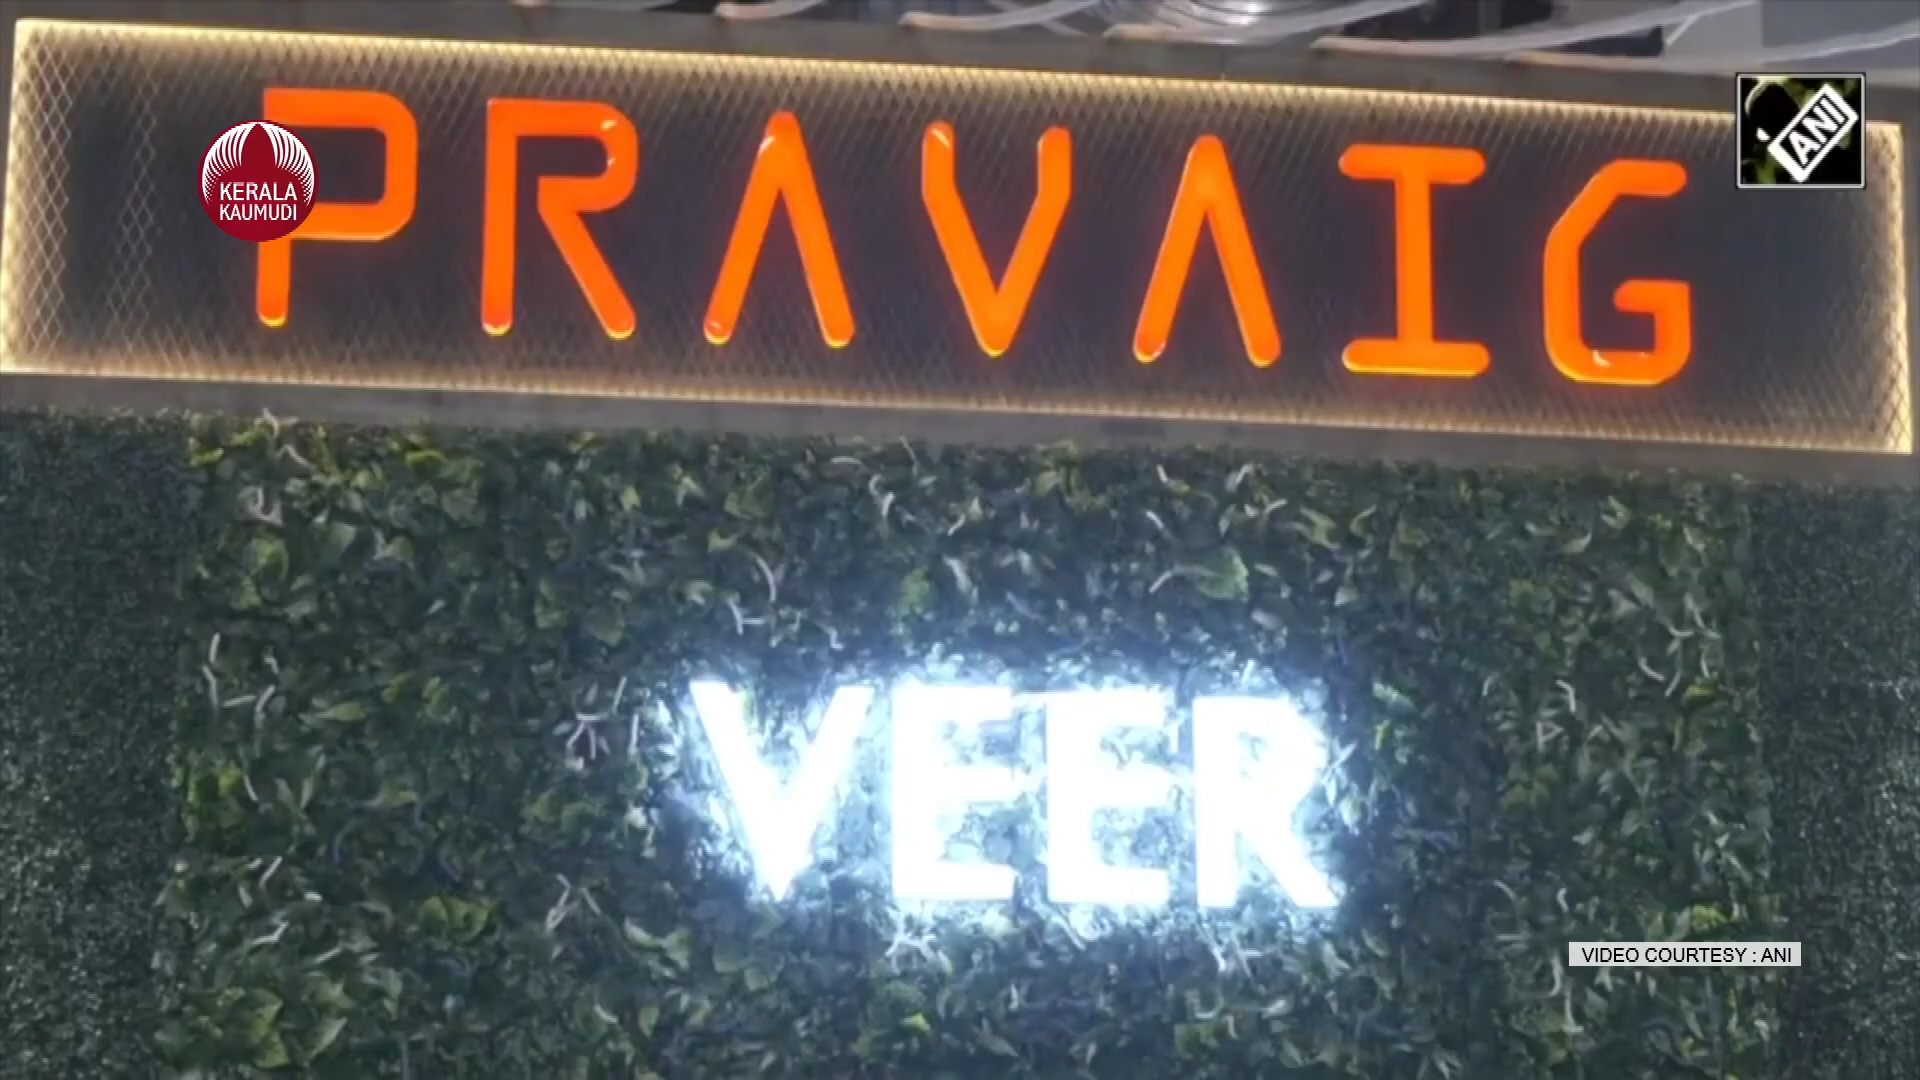 PRAVAIG
KERALA
KAUMUDI
ANI
VEER
VIDEO COURTESY : ANI